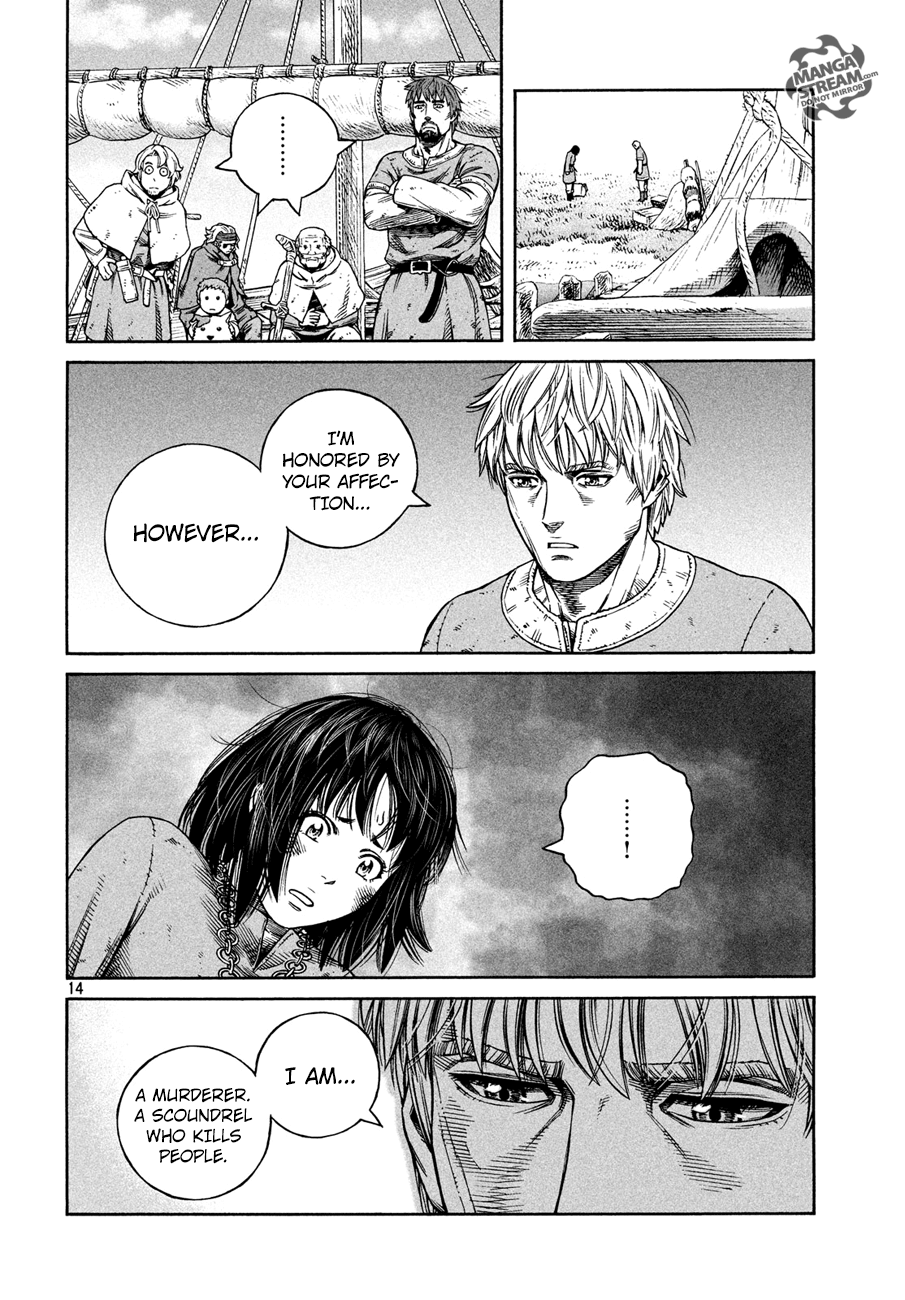 MANGA
STREAM.com
DO NOT MIRROR
.........
I'M
HONORED BY
YOUR AFFEC-
TION...
HOWEVER...
......!
14
I AM...
A MURDERER.
A SCOUNDREL
WHO KILLS
PEOPLE.